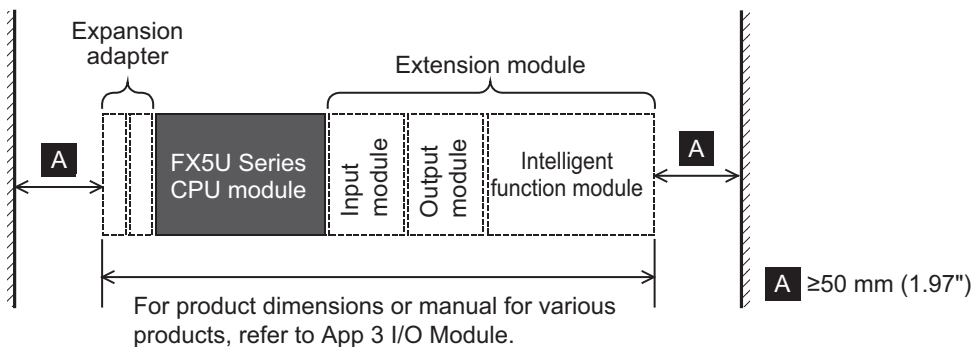 Expansion
adapter
Extension module
A
FX5U Series
CPU module
Input
module
Output
module
Intelligent
function module
A
A ≥50 mm (1.97")
For product dimensions or manual for various
products, refer to App 3 I/O Module.